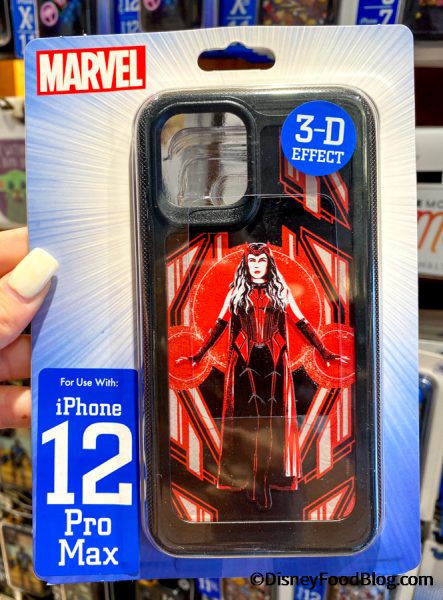 MARVEL
3-D
EFFECT
For Use With:
iPhone
12
Pro
Max
©DisneyFoodBlog.com